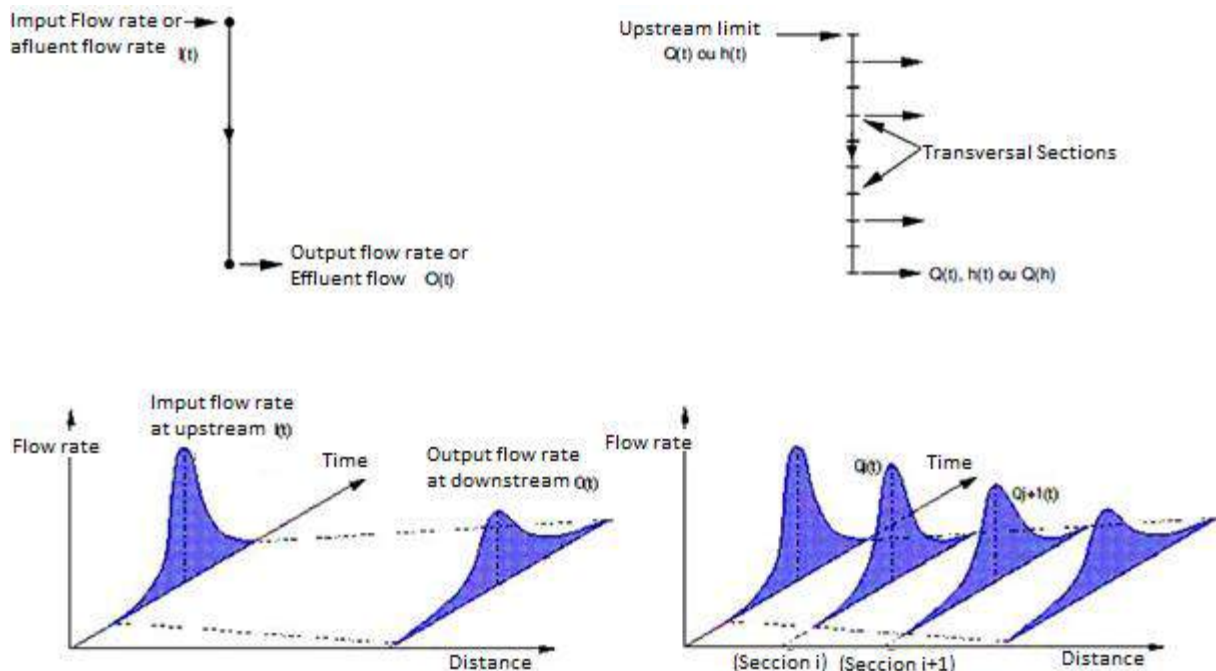 Imput Flow rate or
afluent flow rate I(t)
Output flow rate or
Effluent flow O(t)
Upstream limit
Q(t) ou h(t)
Transversal Sections
Q(t), h(t) ou Q(h)
Imput flow rate
at upstream I(t)
Flow rate
Time
Output flow rate
at downstream O(t)
Distance
Flow rate
Qj(t)
Time
Qj+1(t)
Distance
(Seccion i) (Seccion i+1)